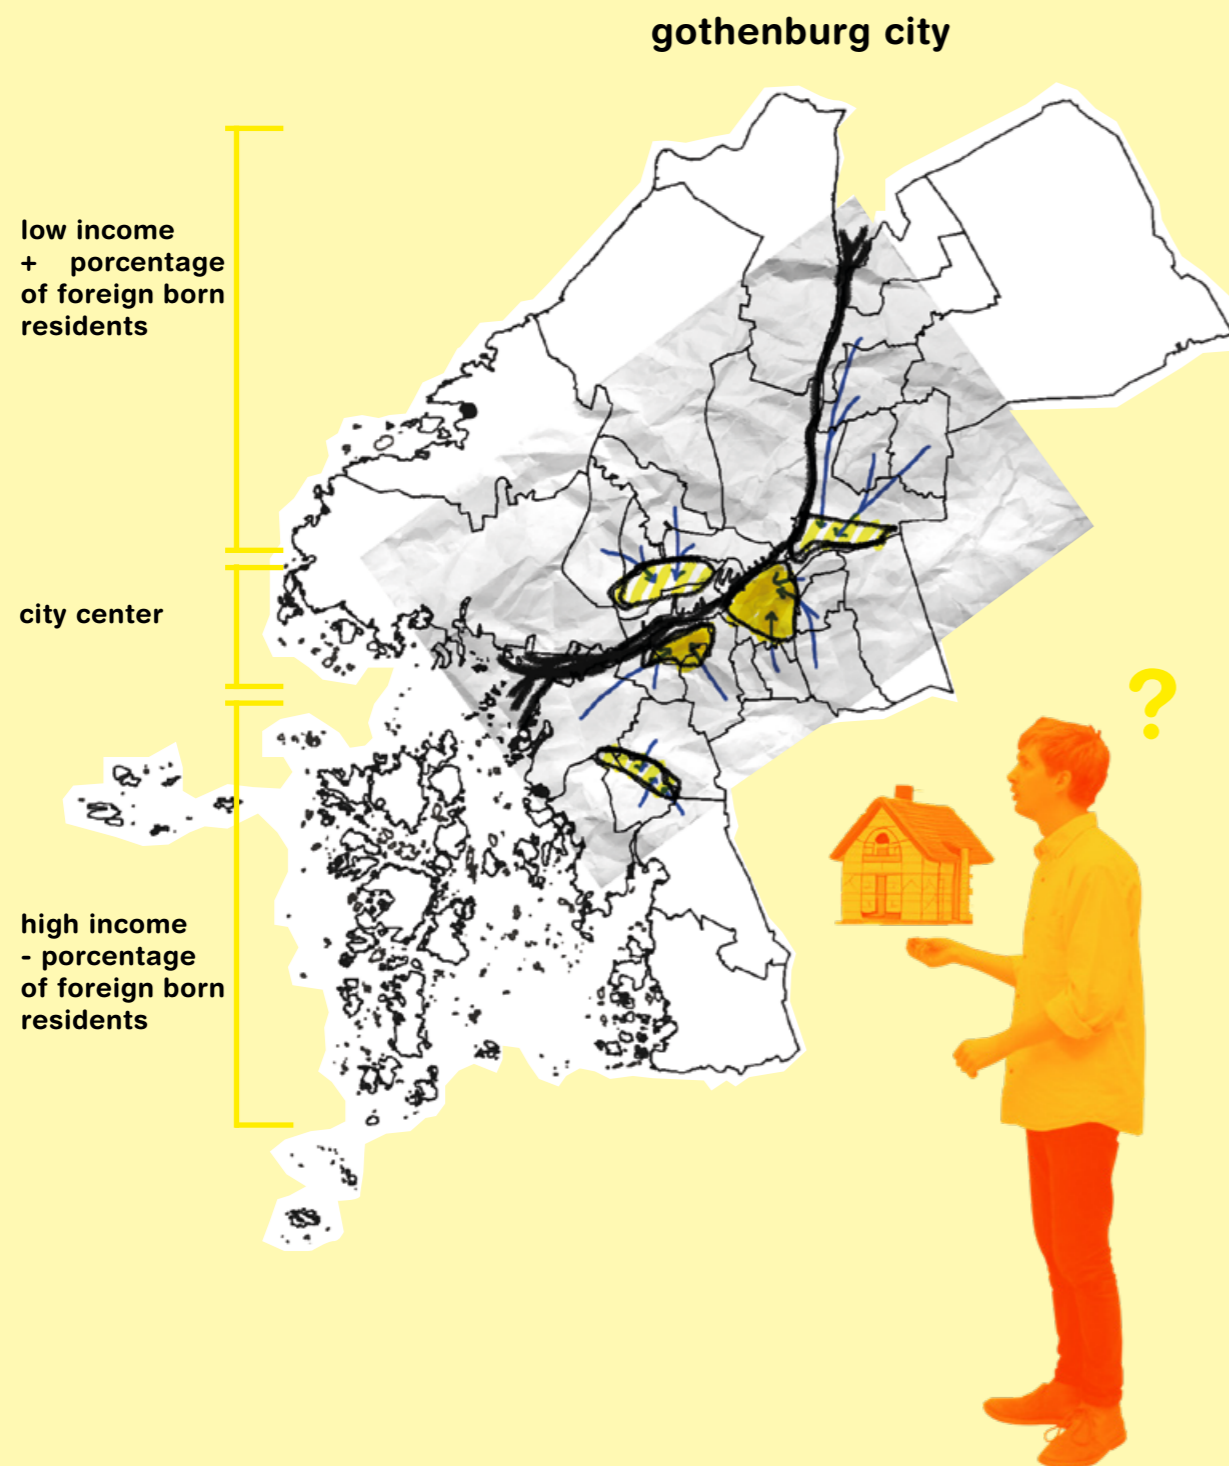 gothenburg city
low income
+ porcentage
of foreign born
residents
city center
high income
- porcentage
of foreign born
residents
?